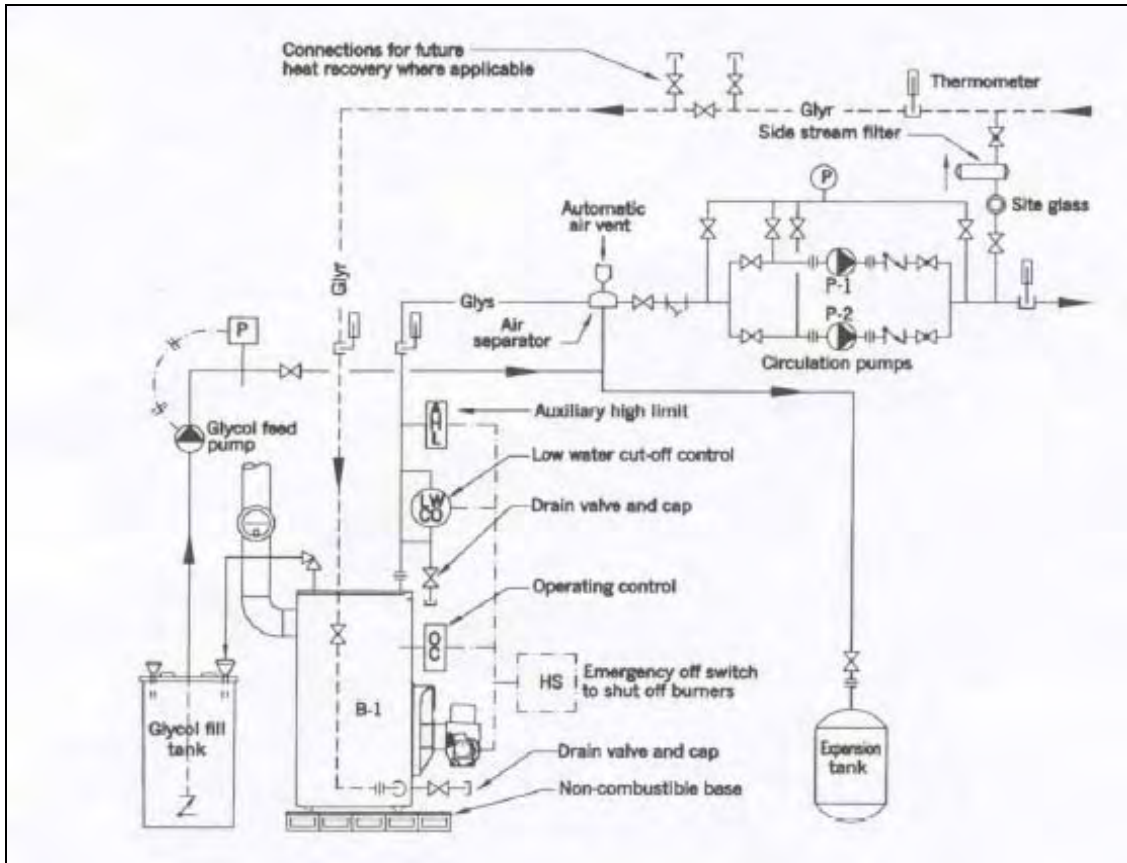 Connections for future
heat recovery where applicable
Thermometer
Glyr
Side stream filter
P
Site glass
Automatic
air vent
Glyr
Glys
P-1
P-2
Air
separator
Circulation pumps
P
Glycol feed
pump
AHL
Auxiliary high limit
LW
CO
Low water cut-off control
Drain valve and cap
Operating control
OC
HS
Emergency off switch
to shut off burners
B-1
Glycol fill
tank
Expansion
tank
Drain valve and cap
Non-combustible base